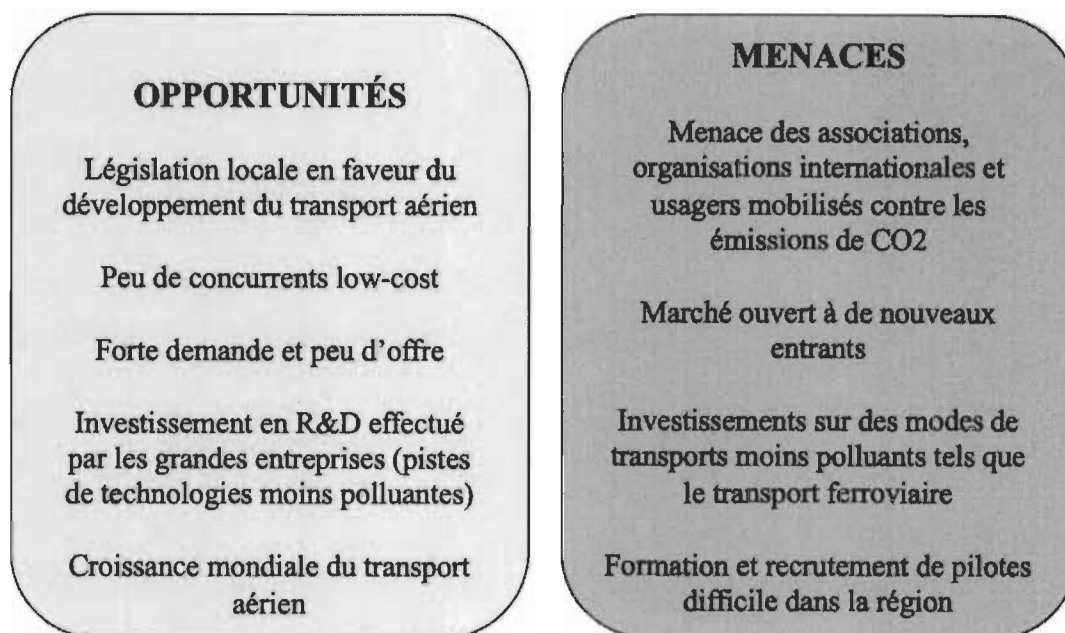 OPPORTUNITÉS
Législation locale en faveur du
développement du transport aérien
Peu de concurrents low-cost
Forte demande et peu d'offre
Investissement en R&D effectué
par les grandes entreprises (pistes
de technologies moins polluantes)
Croissance mondiale du transport
aérien
MENACES
Menace des associations,
organisations internationales et
usagers mobilisés contre les
émissions de CO2
Marché ouvert à de nouveaux
entrants
Investissements sur des modes de
transports moins polluants tels que
le transport ferroviaire
Formation et recrutement de pilotes
difficile dans la région